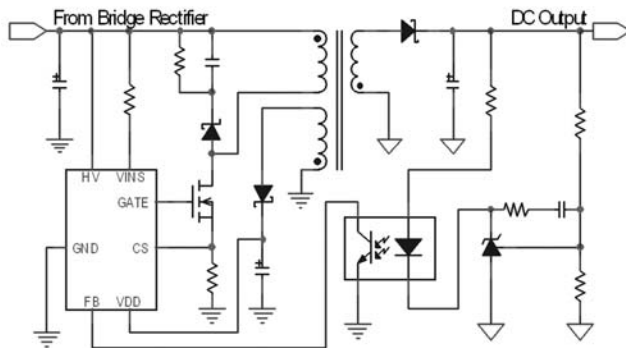 From Bridge Rectifier
DC Output
HV VINS
GATE
GND CS
FB VDD